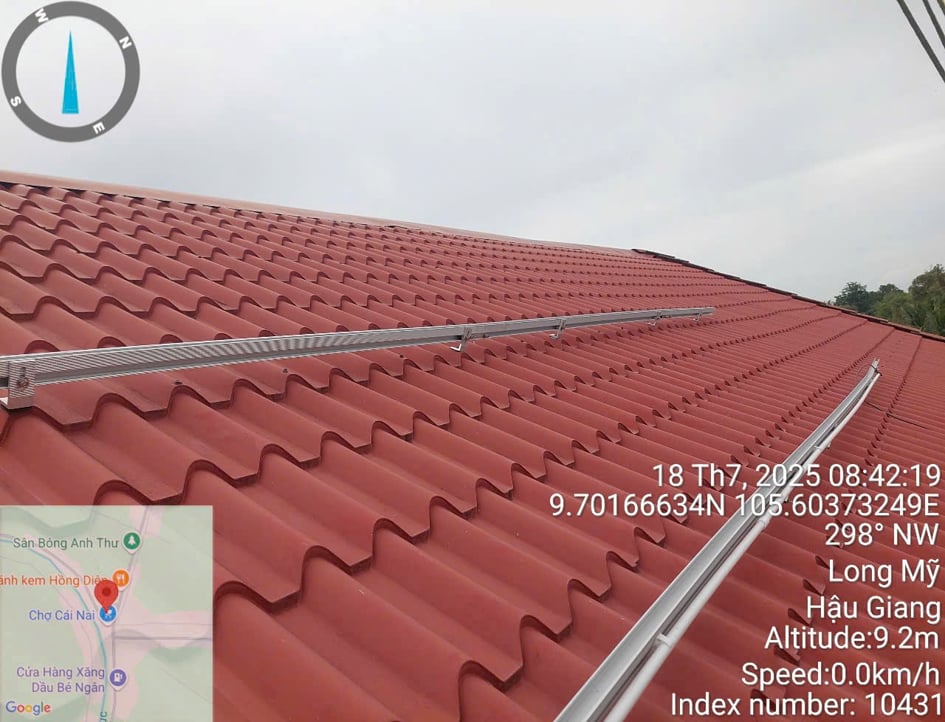 W
N
S
E
18 Th7, 2025 08:42:19
9.70166634N 105.60373249E
298° NW
Long Mỹ
Hậu Giang
Altitude:9.2m
Speed:0.0km/h
Index number: 10431
Sân Bóng Anh Thư
ánh kem Hồng Diễn
Chợ Cái Nai
Cửa Hàng Xăng
Dầu Bé Ngân
Google